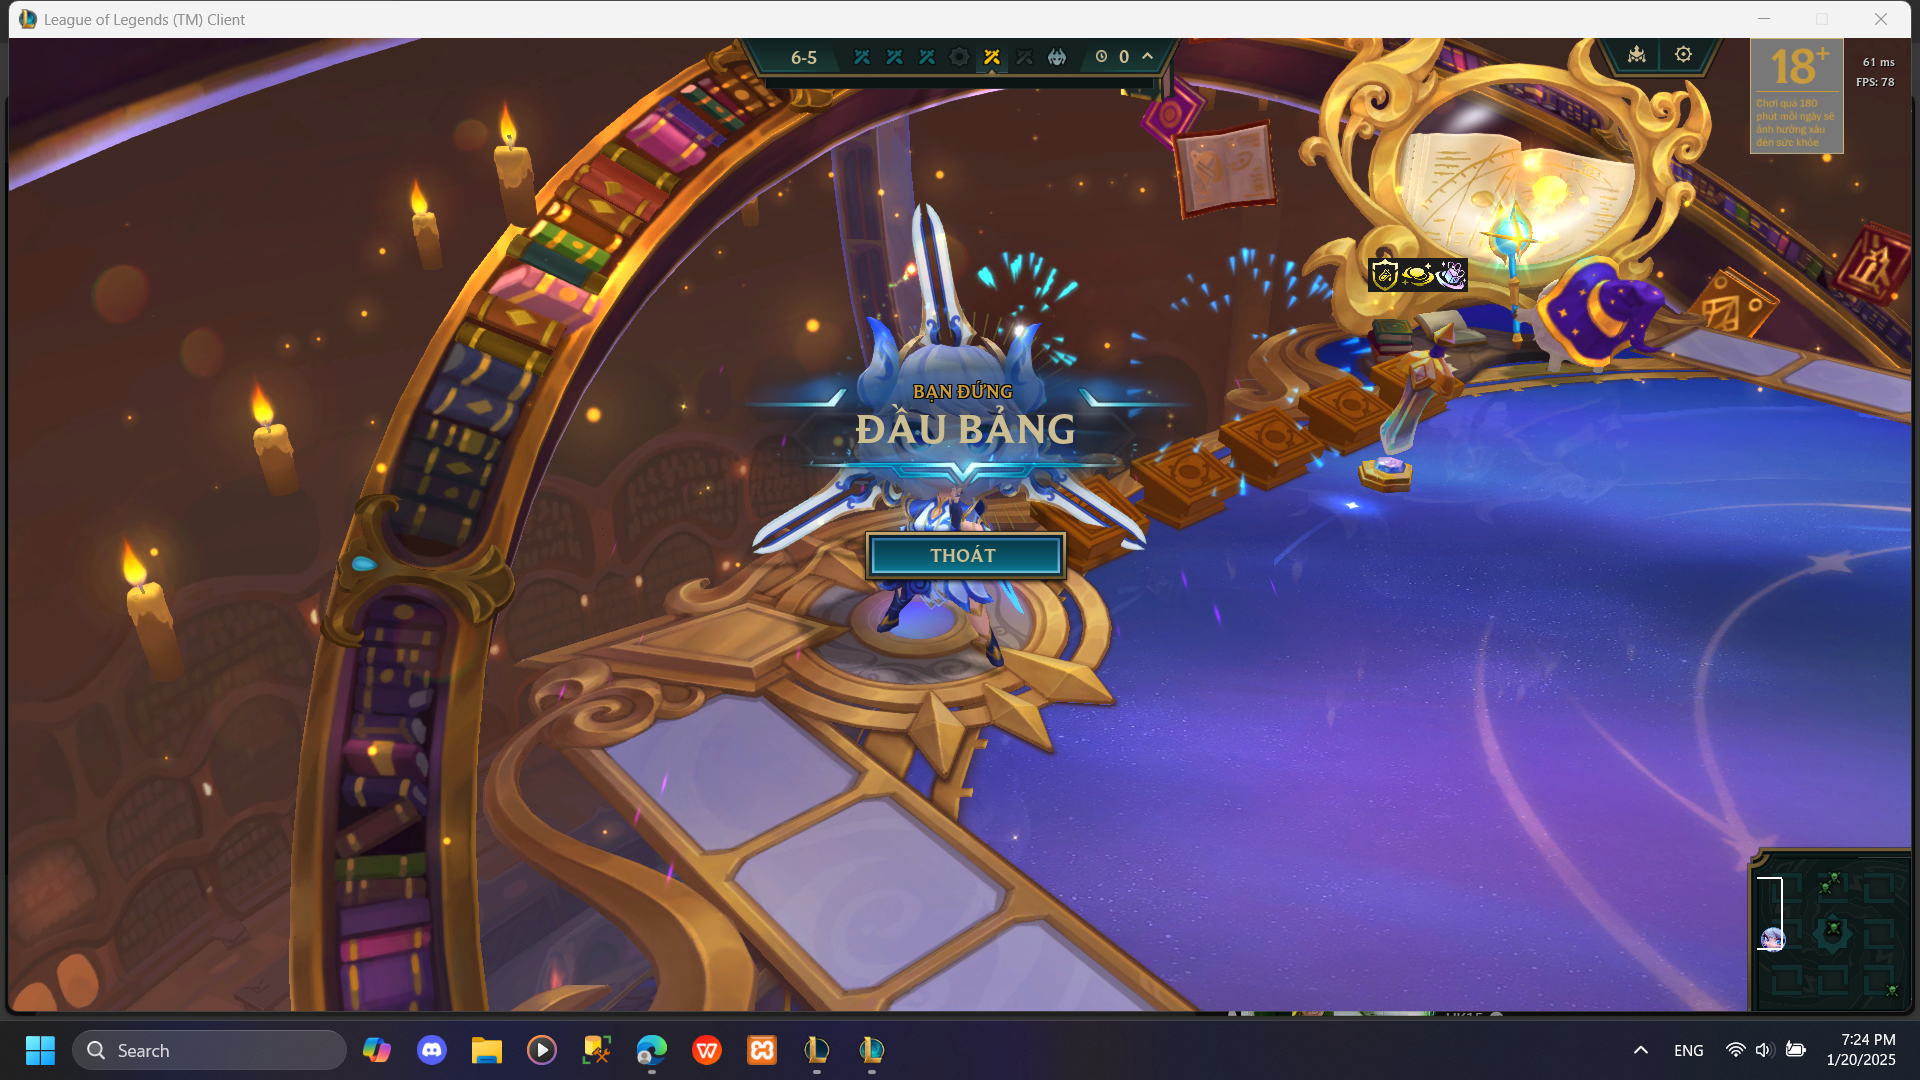 League of Legends (TM) Client
6-5
0
18+
Chơi quá 180
phút mỗi ngày sẽ
ảnh hưởng xấu
đến sức khỏe
61 ms
FPS: 78
BẠN ĐỨNG
ĐẦU BẢNG
THOÁT
Search
ENG
7:24 PM
1/20/2025